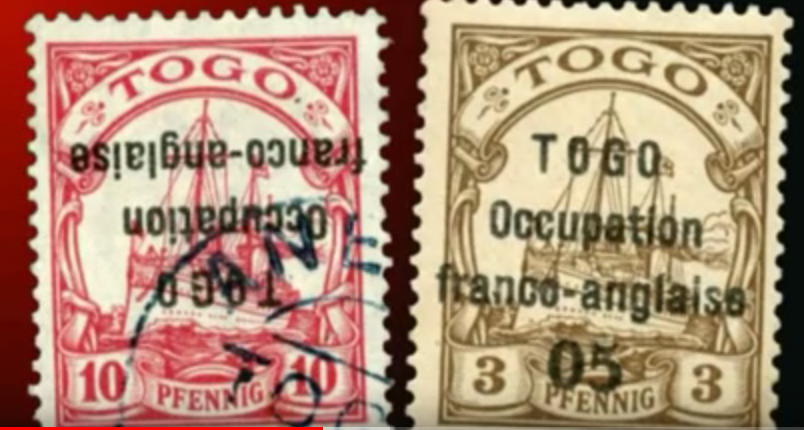 TOGO
franco-anglaise
Occupation
TOGO
10 PFENNIG 10
TOGO
TOGO
Occupation
franco-anglaise
05
3 PFENNIG 3